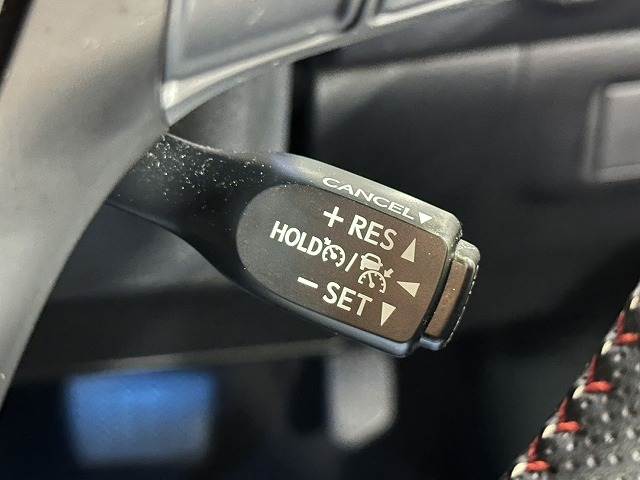 CANCEL▼
+ RES▲
HOLD / ◀
− SET▼